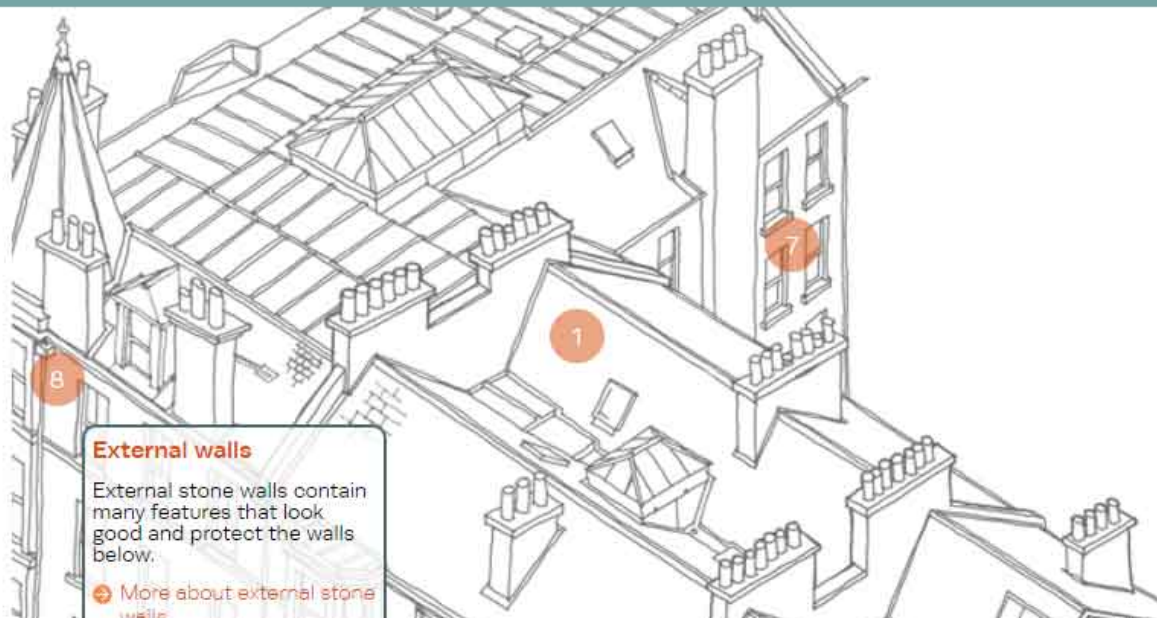 7
1
8
External walls
External stone walls contain
many features that look
good and protect the walls
below.
More about external stone
walls